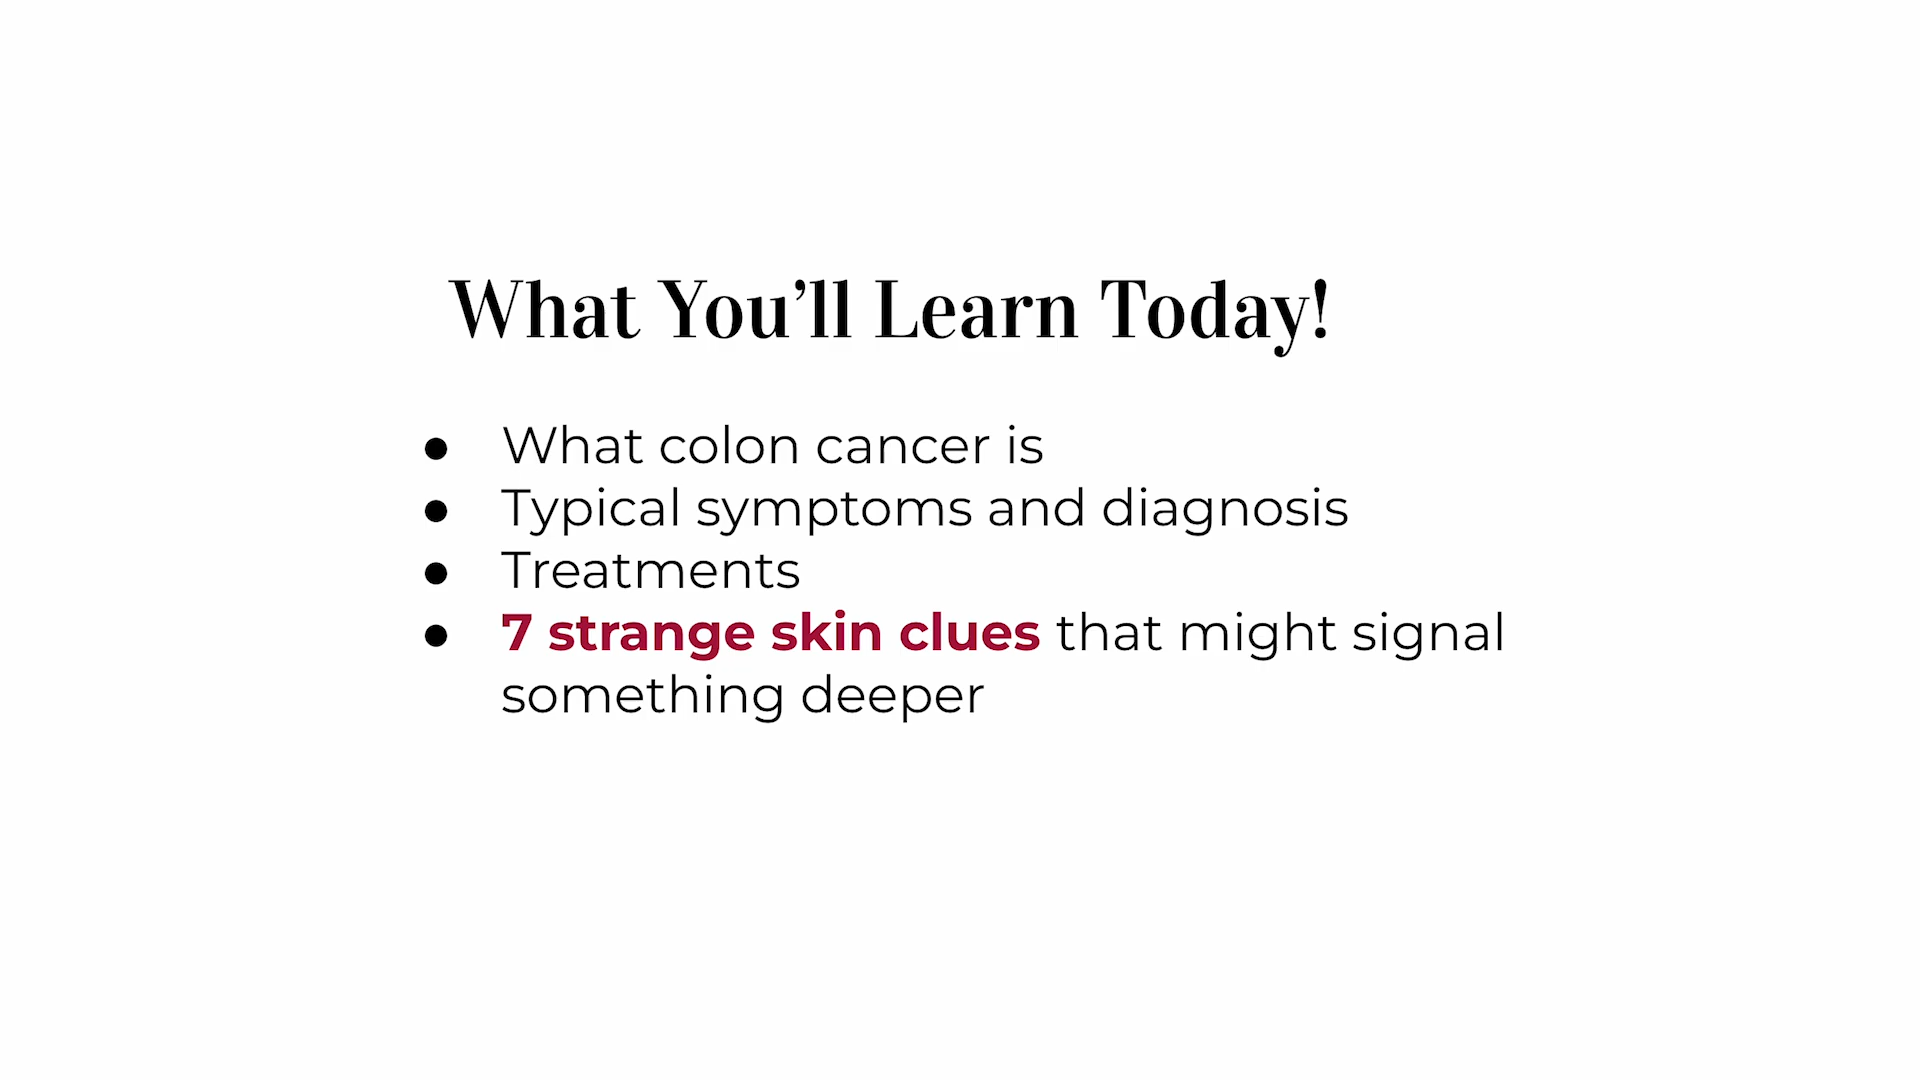 What You’ll Learn Today!
● What colon cancer is
● Typical symptoms and diagnosis
● Treatments
● 7 strange skin clues that might signal
something deeper